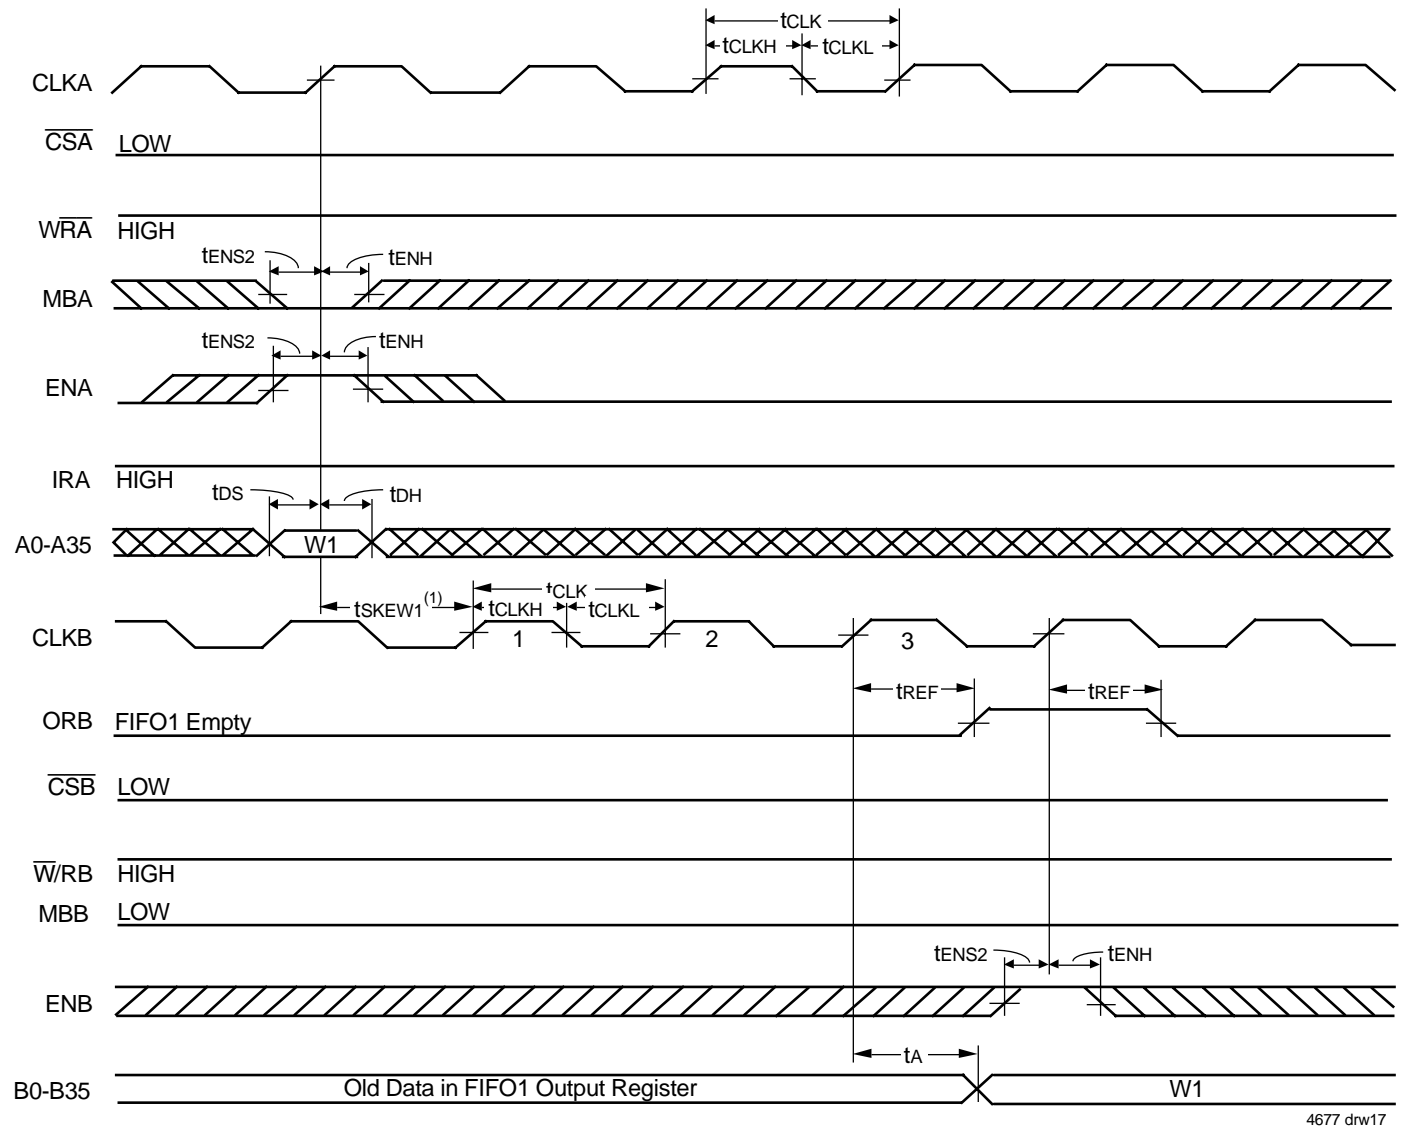 tCLK
tCLKH tCLKL
CLKA
CSA LOW
WRA HIGH
tENS2 tENH
MBA
tENS2 tENH
ENA
IRA HIGH
tDS tDH
A0-A35 W1
tSKEW1(1) tCLK
tCLKH tCLKL
CLKB 1 2 3
tREF tREF
ORB FIFO1 Empty
CSB LOW
W/RB HIGH
MBB LOW
tENS2 tENH
ENB
tA
B0-B35 Old Data in FIFO1 Output Register W1
4677 drw17